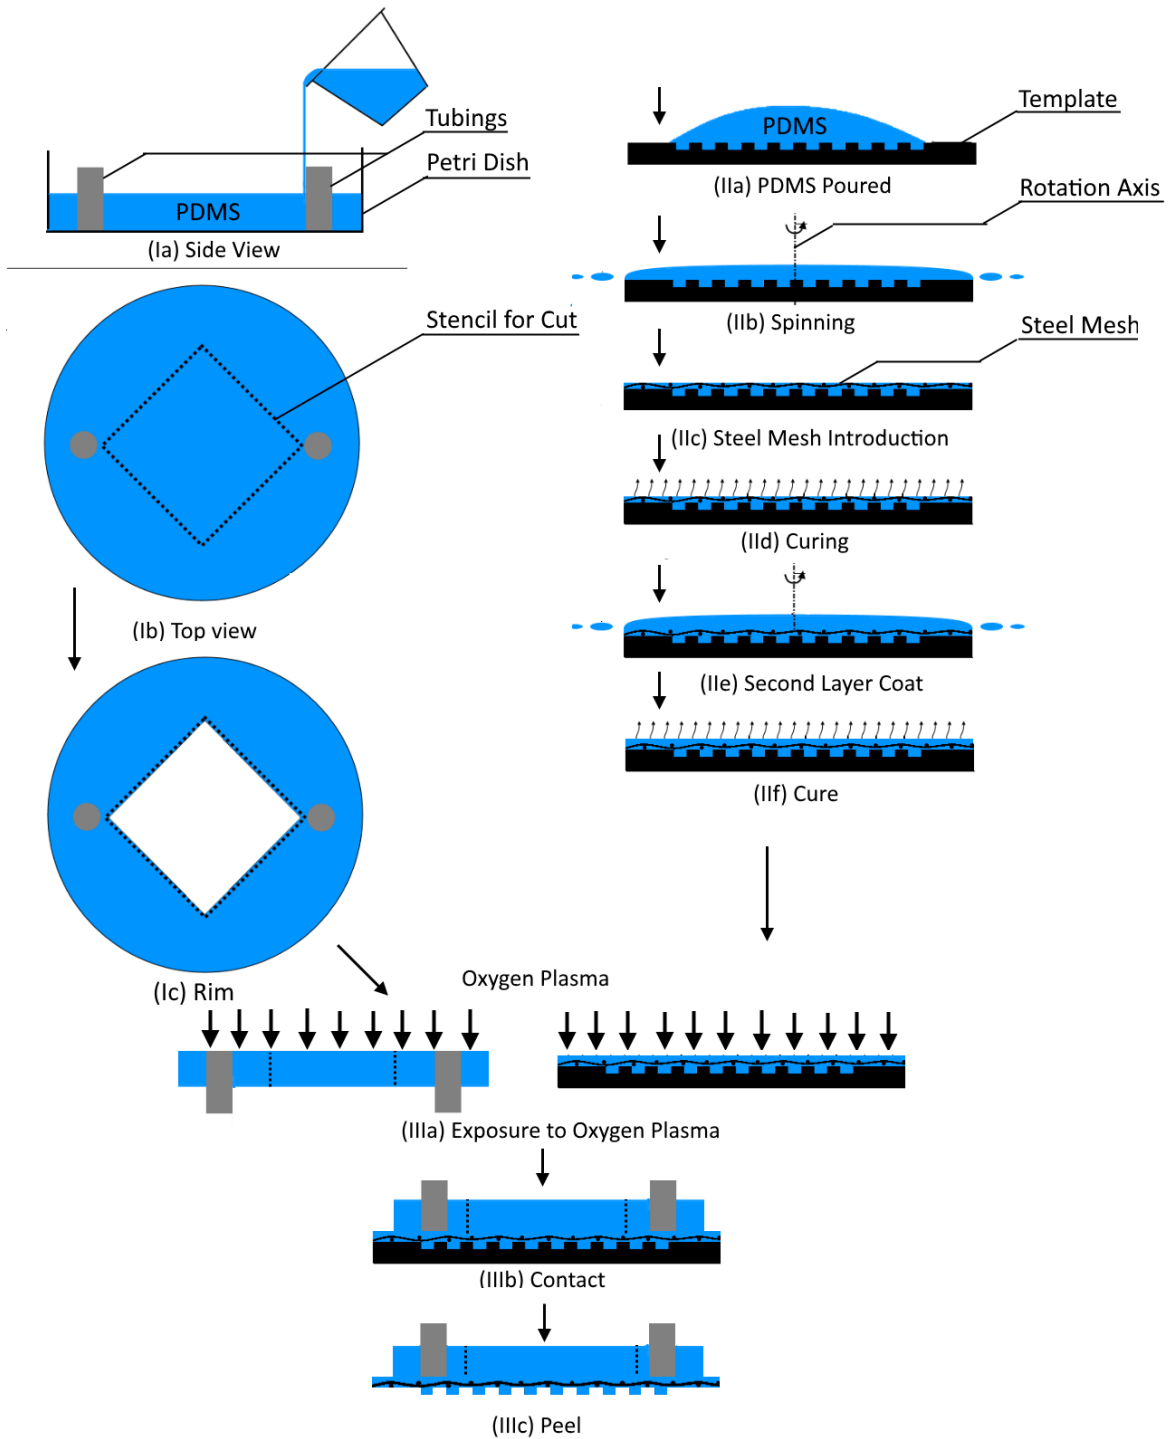 Tubings
Petri Dish
PDMS
(Ia) Side View
Stencil for Cut
(Ib) Top view
(Ic) Rim
Template
PDMS
(IIa) PDMS Poured
Rotation Axis
(IIb) Spinning
Steel Mesh
(IIc) Steel Mesh Introduction
(IId) Curing
(IIe) Second Layer Coat
(IIf) Cure
Oxygen Plasma
(IIIa) Exposure to Oxygen Plasma
(IIIb) Contact
(IIIc) Peel